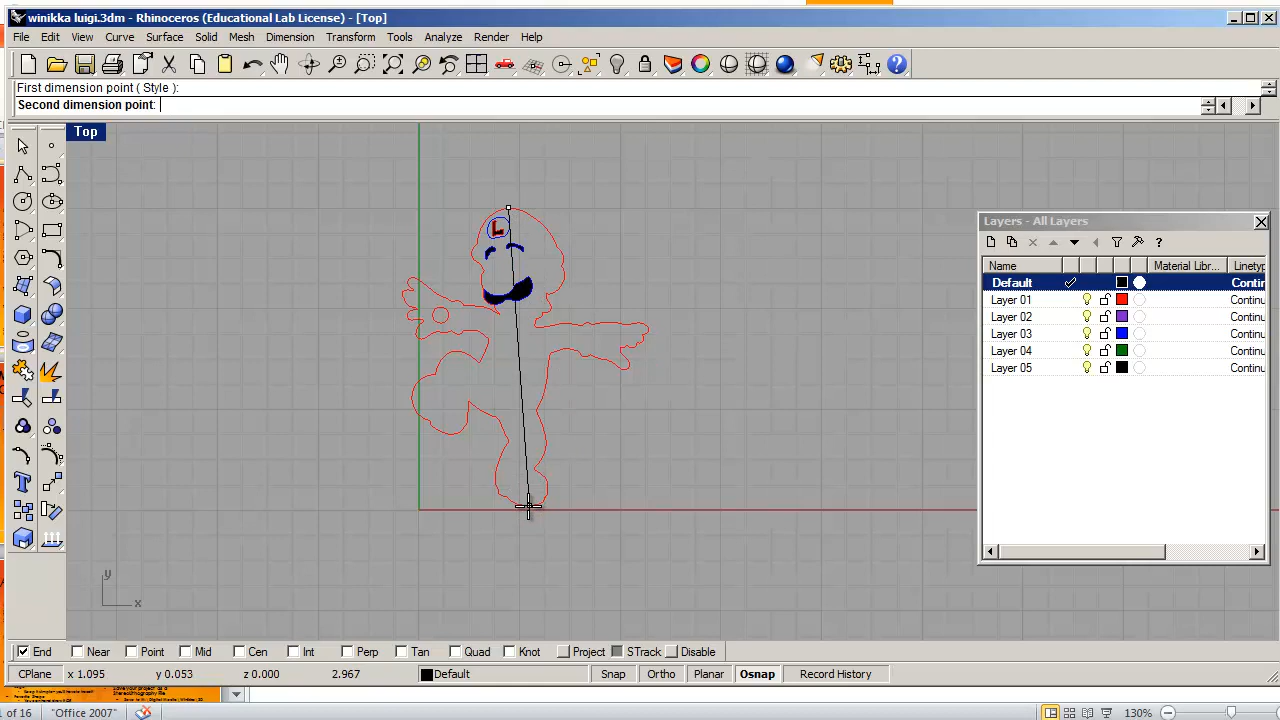 winikka luigi.3dm - Rhinoceros (Educational Lab License) - [Top]
File Edit View Curve Surface Solid Mesh Dimension Transform Tools Analyze Render Help
First dimension point ( Style ):
Second dimension point:
Top
L
Layers - All Layers
Name Material Libr... Linetyp
Default Contin
Layer 01 Continu
Layer 02 Continu
Layer 03 Continu
Layer 04 Continu
Layer 05 Continu
y
x
End Near Point Mid Cen Int Perp Tan Quad Knot Project STrack Disable
CPlane x 1.095 y 0.053 z 0.000 2.967 Default Snap Ortho Planar Osnap Record History
1 of 16 "Office 2007" 130%